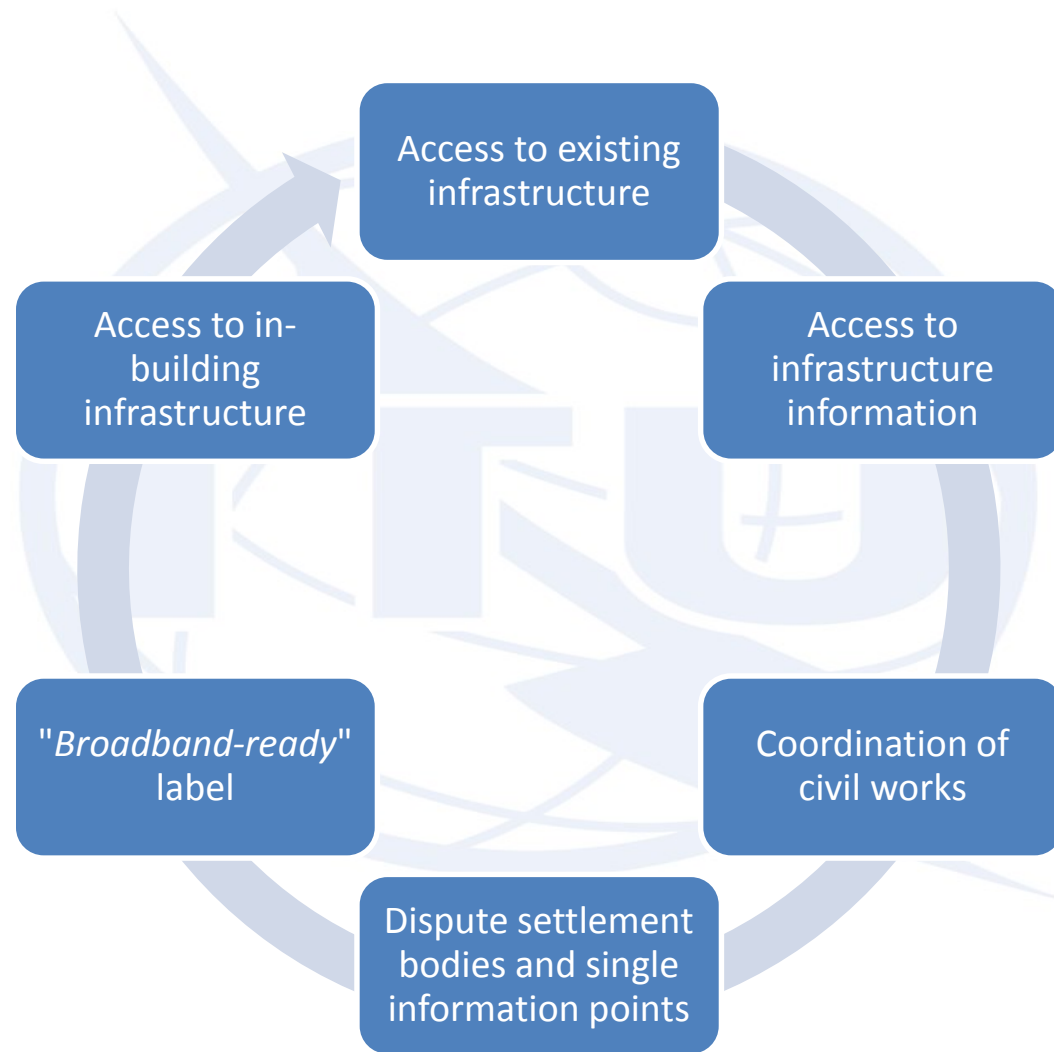 Access to existing
infrastructure
Access to
infrastructure
information
Coordination of
civil works
Dispute settlement
bodies and single
information points
"Broadband-ready"
label
Access to in-
building
infrastructure
ITU